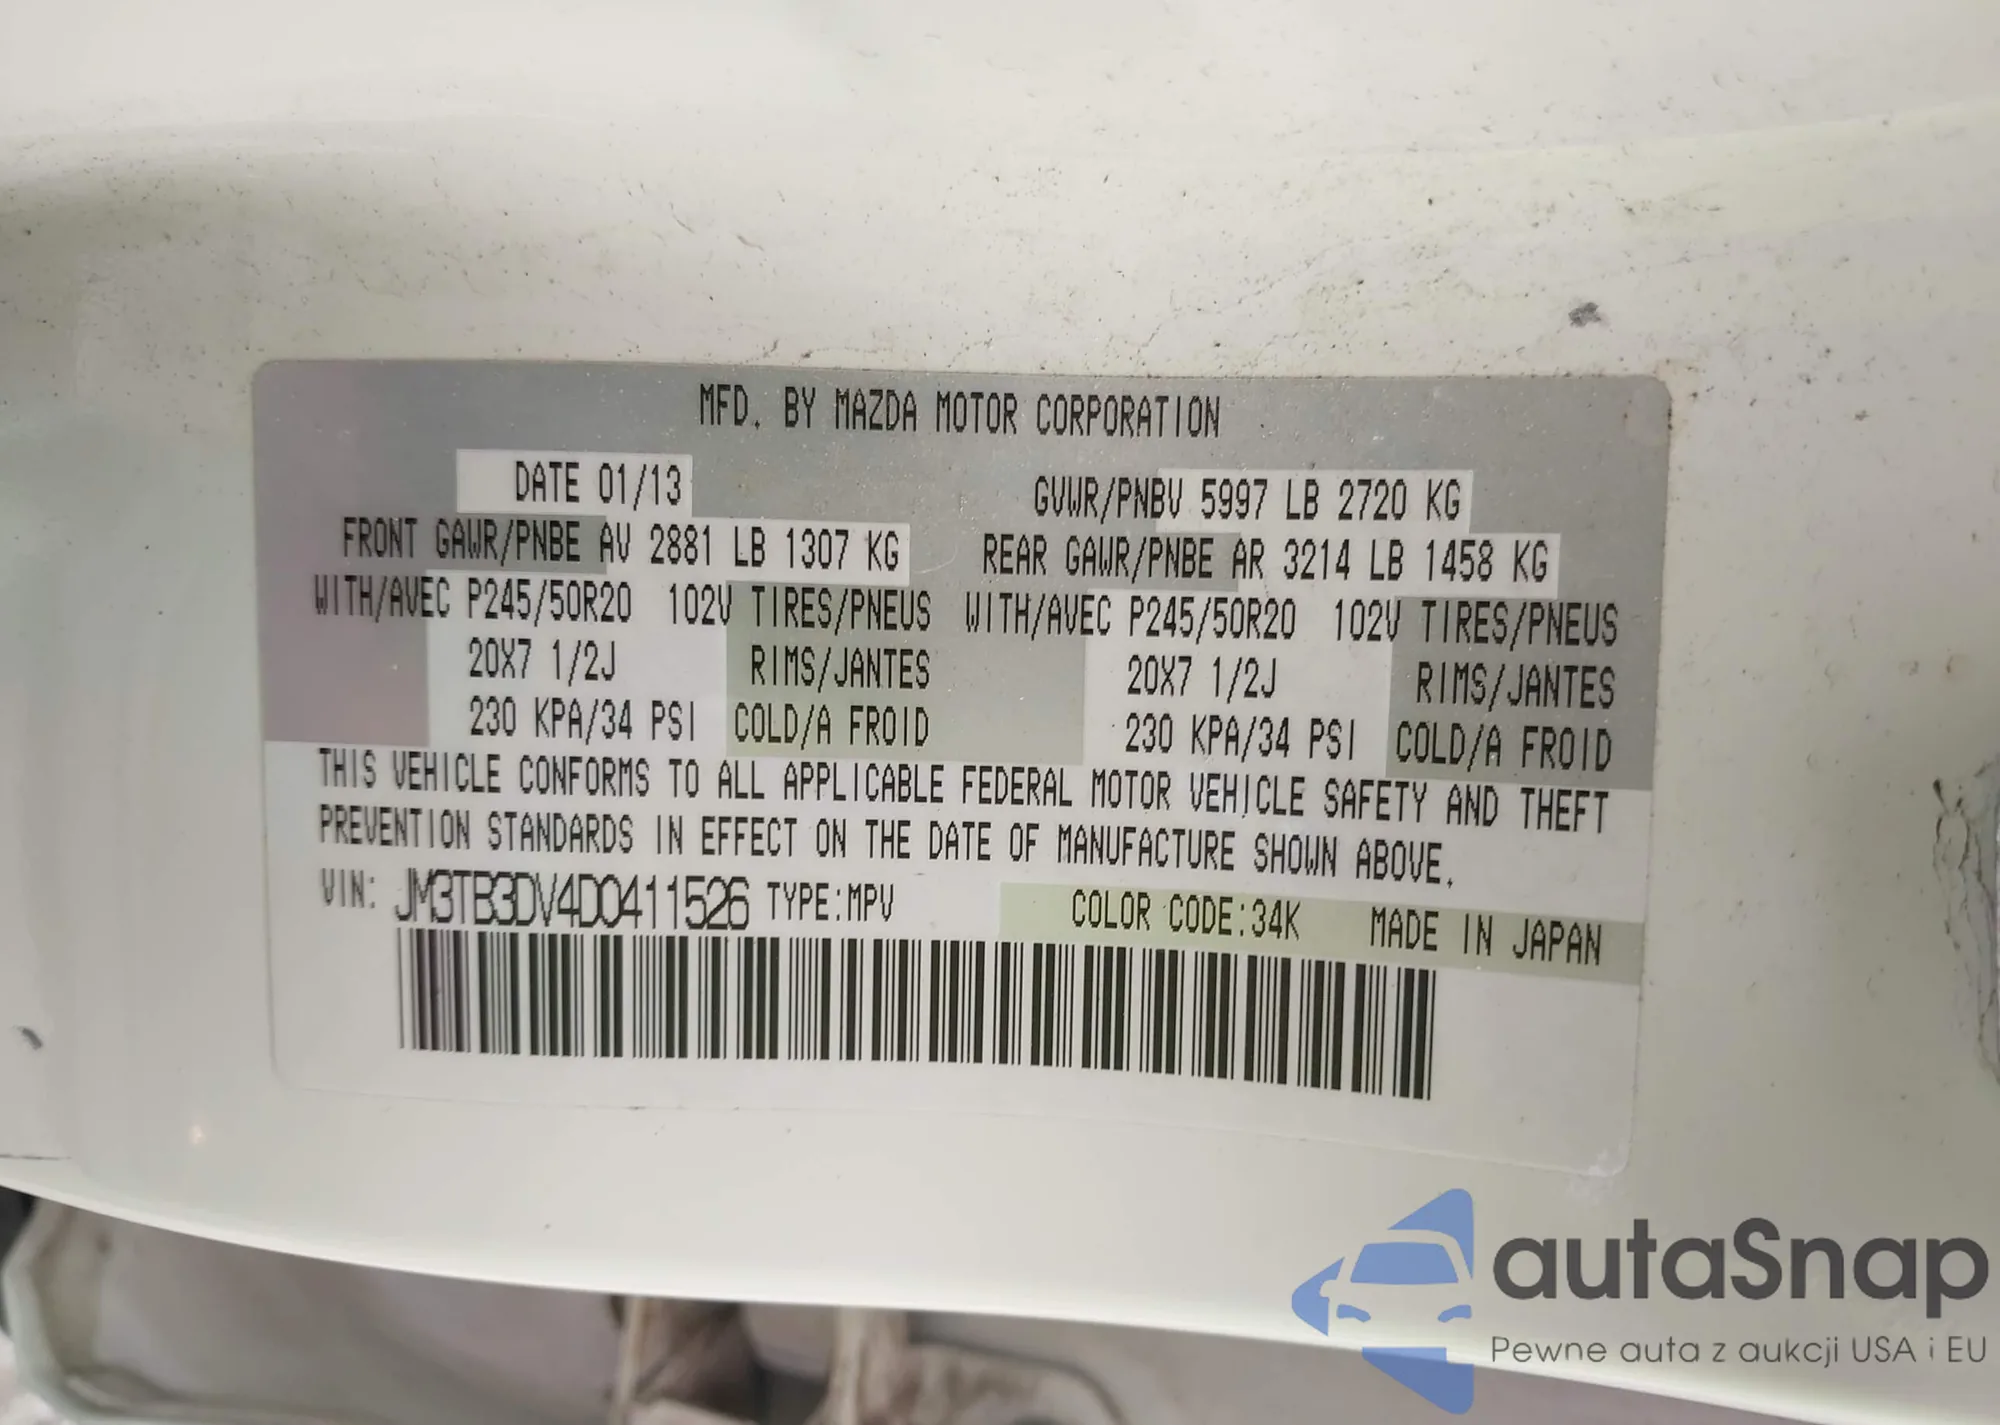 MFD. BY MAZDA MOTOR CORPORATION
DATE 01/13 GVWR/PNBV 5997 LB 2720 KG
FRONT GAWR/PNBE AV 2881 LB 1307 KG REAR GAWR/PNBE AR 3214 LB 1458 KG
WITH/AVEC P245/50R20 102V TIRES/PNEUS WITH/AVEC P245/50R20 102V TIRES/PNEUS
20X7 1/2J RIMS/JANTES 20X7 1/2J RIMS/JANTES
230 KPA/34 PSI COLD/A FROID 230 KPA/34 PSI COLD/A FROID
THIS VEHICLE CONFORMS TO ALL APPLICABLE FEDERAL MOTOR VEHICLE SAFETY AND THEFT
PREVENTION STANDARDS IN EFFECT ON THE DATE OF MANUFACTURE SHOWN ABOVE.
VIN: JM3TB3DV4D0411526 TYPE:MPV COLOR CODE:34K MADE IN JAPAN
autaSnap
Pewne auta z aukcji USA i EU